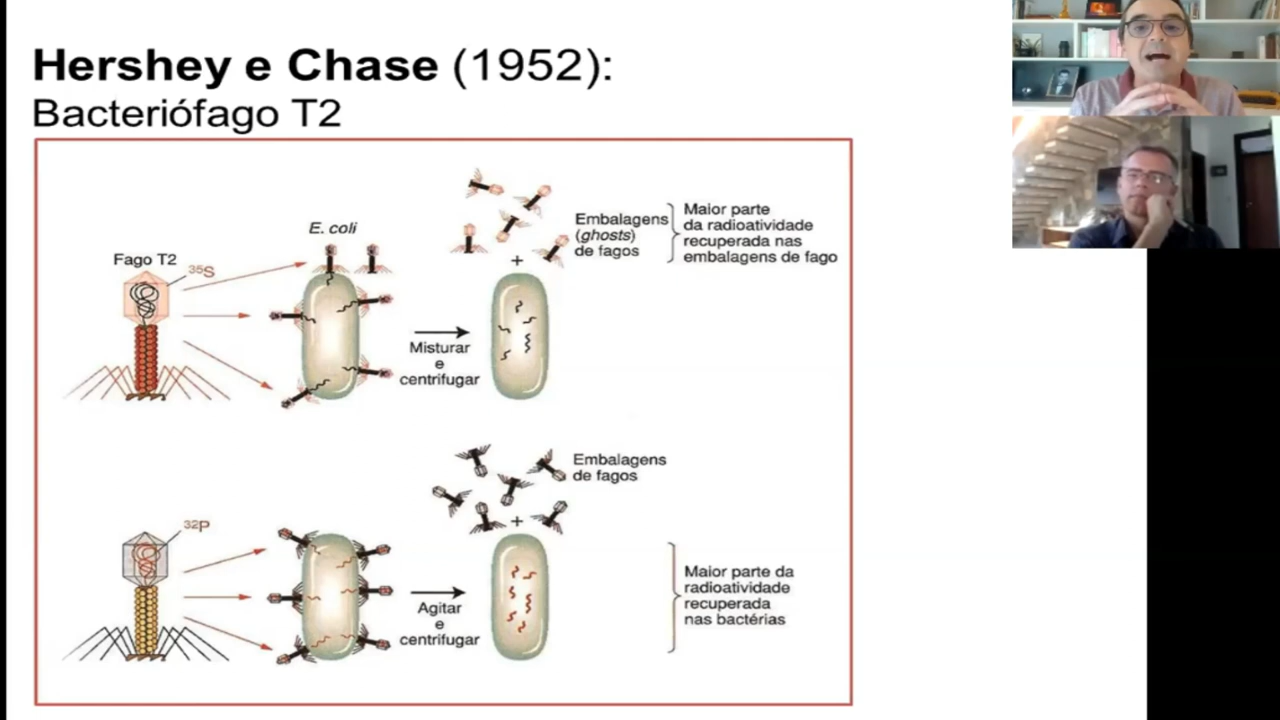 Hershey e Chase (1952):
Bacteriófago T2
Fago T2
35S
E. coli
Misturar
e
centrifugar
Embalagens
(ghosts)
de fagos
+
Maior parte
da radioatividade
recuperada nas
embalagens de fago
32P
Agitar
e
centrifugar
Embalagens
de fagos
+
Maior parte da
radioatividade
recuperada
nas bactérias